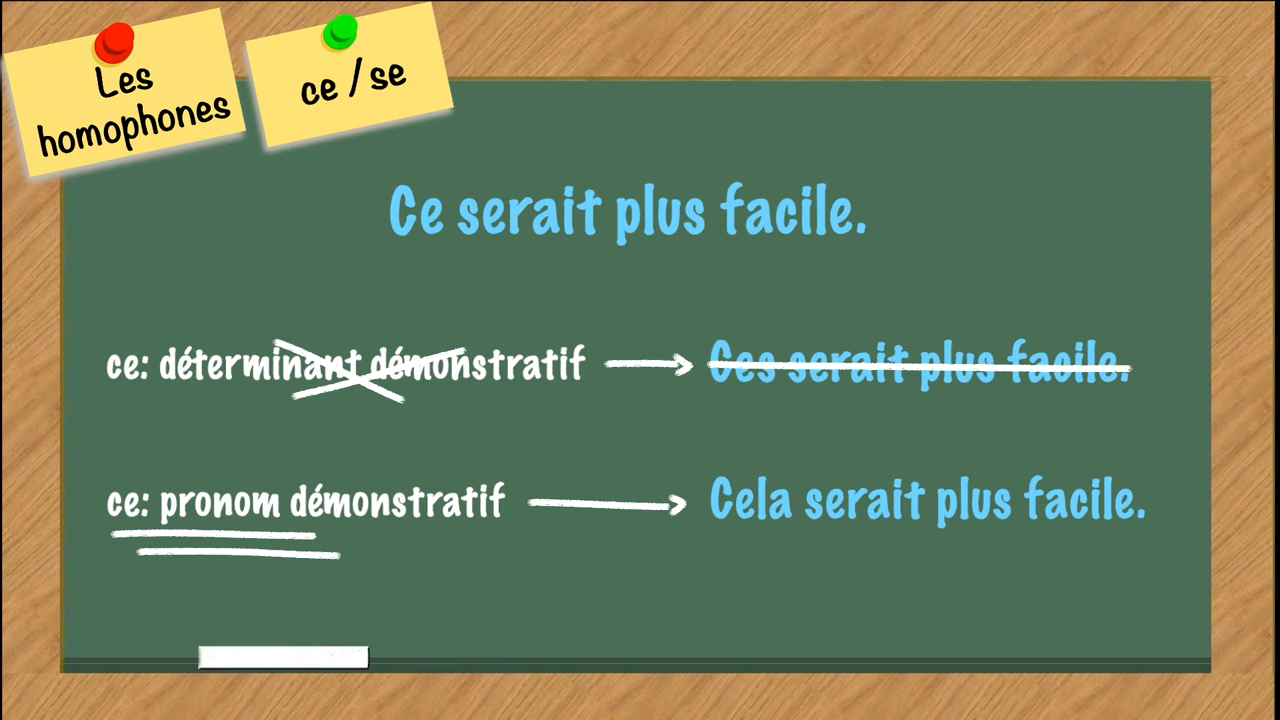 Les
homophones
ce / se
Ce serait plus facile.
ce: déterminant démonstratif
Ces serait plus facile.
ce: pronom démonstratif
Cela serait plus facile.